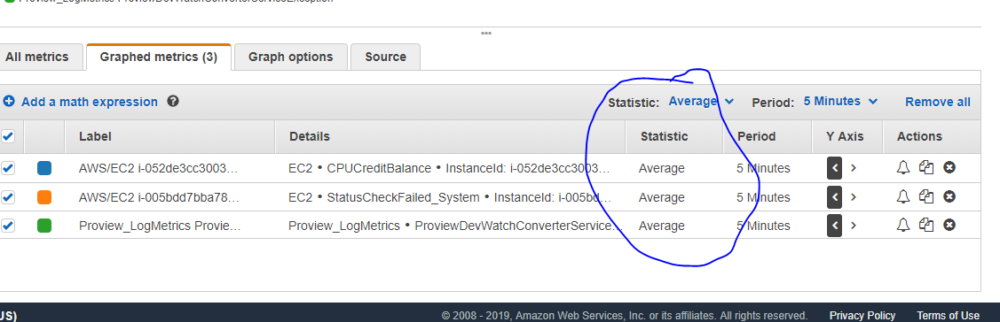 Proview_LogMetrics ProviewDevWatchConverterServiceException
All metrics Graphed metrics (3) Graph options Source
Add a math expression ? Statistic: Average Period: 5 Minutes Remove all
Label Details Statistic Period Y Axis Actions
AWS/EC2 i-052de3cc3003... EC2 • CPUCreditBalance • InstanceId: i-052de3cc3003... Average 5 Minutes < >
AWS/EC2 i-005bdd7bba78... EC2 • StatusCheckFailed_System • InstanceId: i-005bd... Average 5 Minutes < >
Proview_LogMetrics Provie... Proview_LogMetrics • ProviewDevWatchConverterService... Average 5 Minutes < >
US) © 2008 - 2019, Amazon Web Services, Inc. or its affiliates. All rights reserved. Privacy Policy Terms of Use